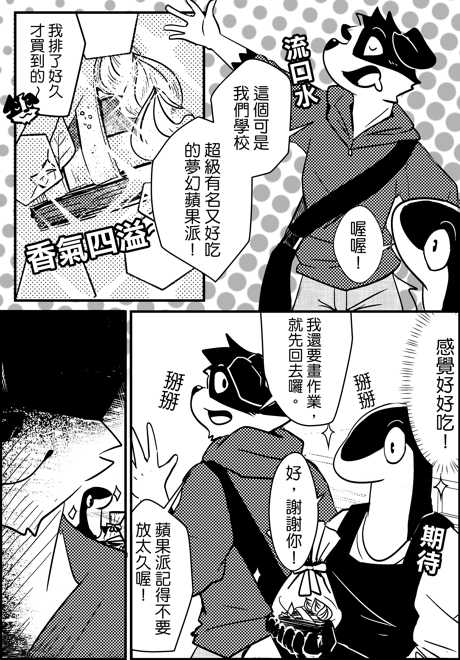 流口水
這個可是
我們學校
超級有名又好吃
的夢幻蘋果派！
我排了好久
才買到的
香氣四溢
喔喔！
感覺好好吃！
期待
我還要畫作業，
就先回去囉。
掰掰
掰掰
好，謝謝你！
蘋果派記得不要
放太久喔！